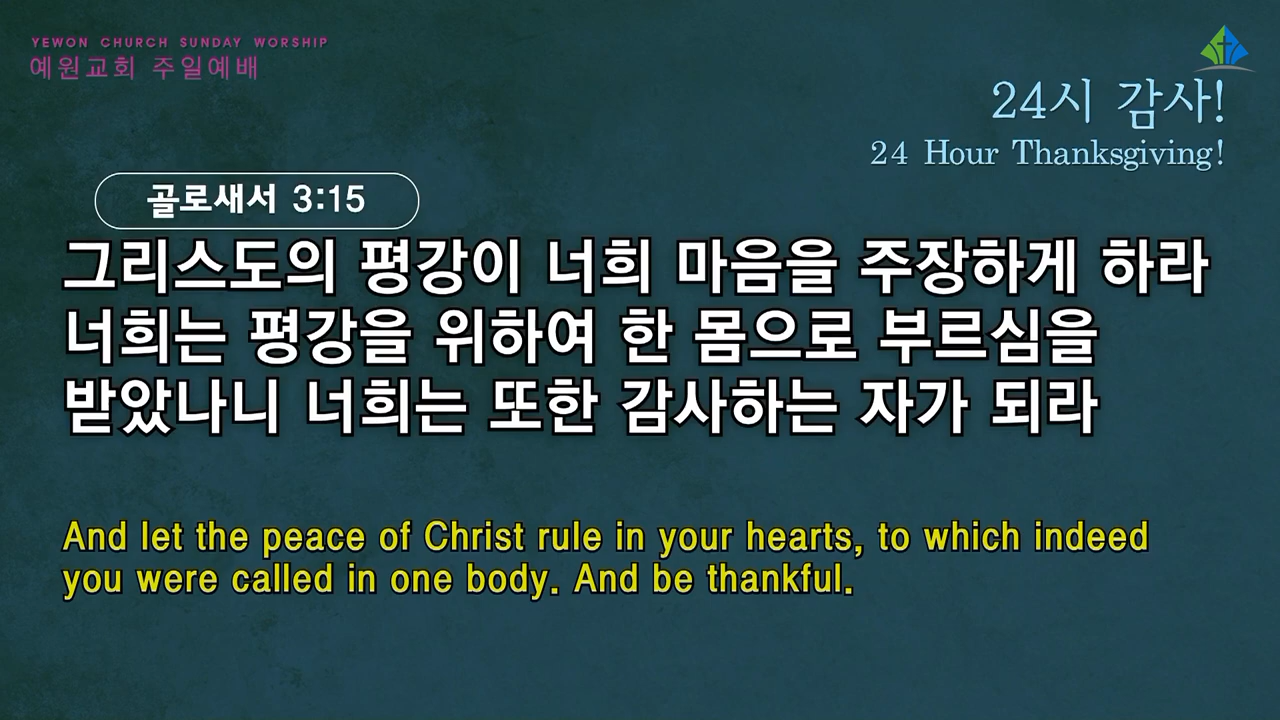 YEWON CHURCH SUNDAY WORSHIP
예원교회 주일예배
24시 감사!
24 Hour Thanksgiving!
골로새서 3:15
그리스도의 평강이 너희 마음을 주장하게 하라
너희는 평강을 위하여 한 몸으로 부르심을
받았나니 너희는 또한 감사하는 자가 되라
And let the peace of Christ rule in your hearts, to which indeed
you were called in one body. And be thankful.